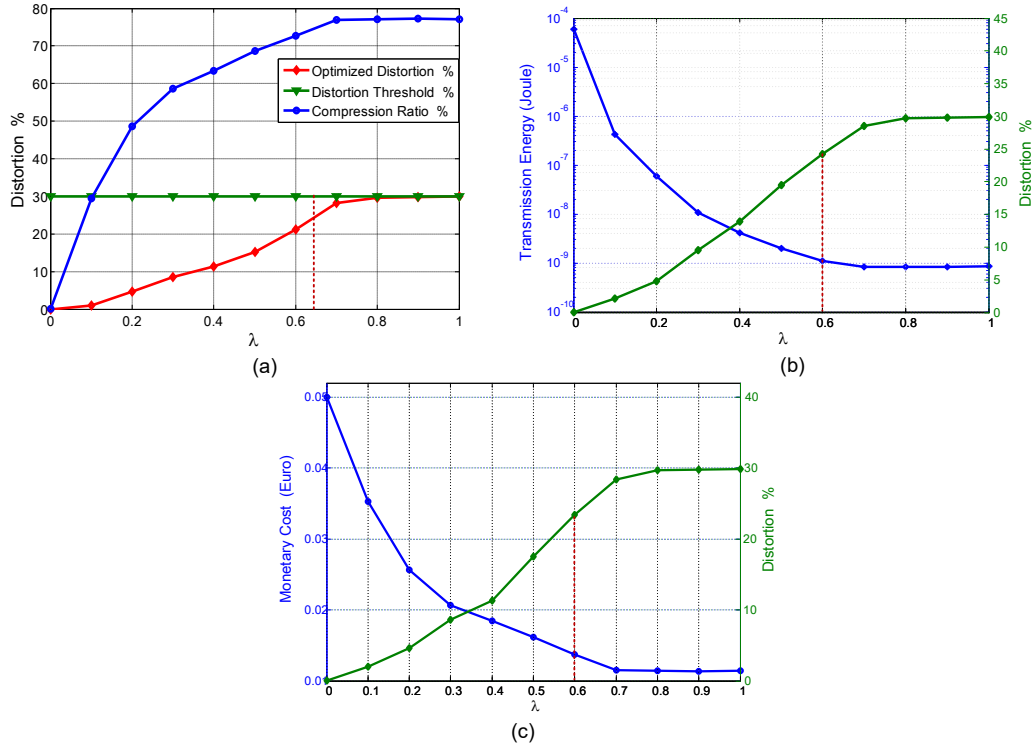 80
70
60
50
40
30
20
10
0
Distortion %
Optimized Distortion %
Distortion Threshold %
Compression Ratio %
0 0.2 0.4 0.6 0.8 1
λ
(a)
10⁻⁴
10⁻⁵
10⁻⁶
10⁻⁷
10⁻⁸
10⁻⁹
10⁻¹⁰
Transmission Energy (Joule)
45
40
35
30
25
20
15
10
5
0
Distortion %
0 0.2 0.4 0.6 0.8 1
λ
(b)
0.05
0.04
0.03
0.02
0.01
Monetary Cost (Euro)
40
30
20
10
0
Distortion %
0 0.1 0.2 0.3 0.4 0.5 0.6 0.7 0.8 0.9 1
λ
(c)